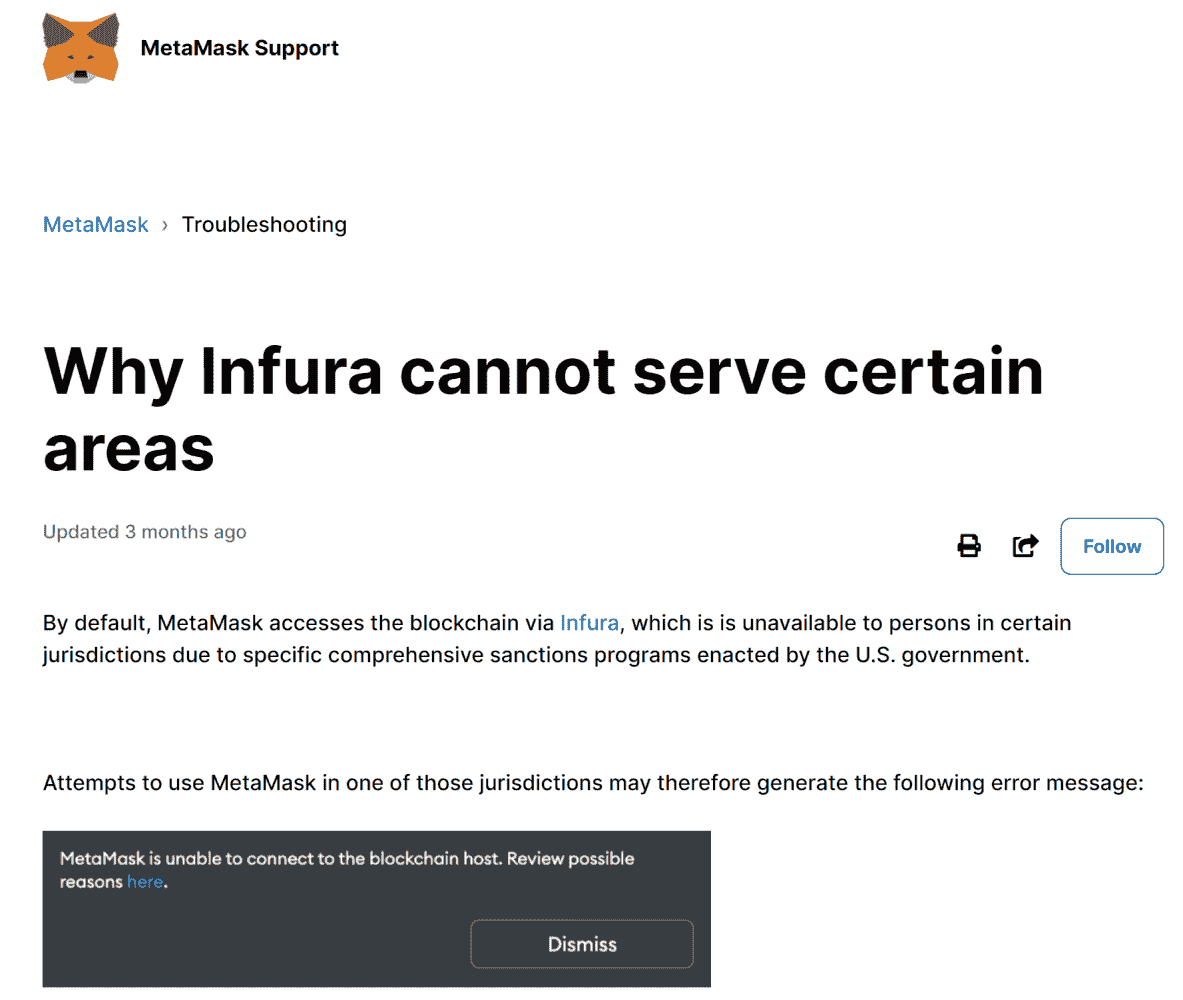 MetaMask Support
MetaMask › Troubleshooting
Why Infura cannot serve certain
areas
Updated 3 months ago
Follow
By default, MetaMask accesses the blockchain via Infura, which is is unavailable to persons in certain
jurisdictions due to specific comprehensive sanctions programs enacted by the U.S. government.
Attempts to use MetaMask in one of those jurisdictions may therefore generate the following error message:
MetaMask is unable to connect to the blockchain host. Review possible
reasons here.
Dismiss